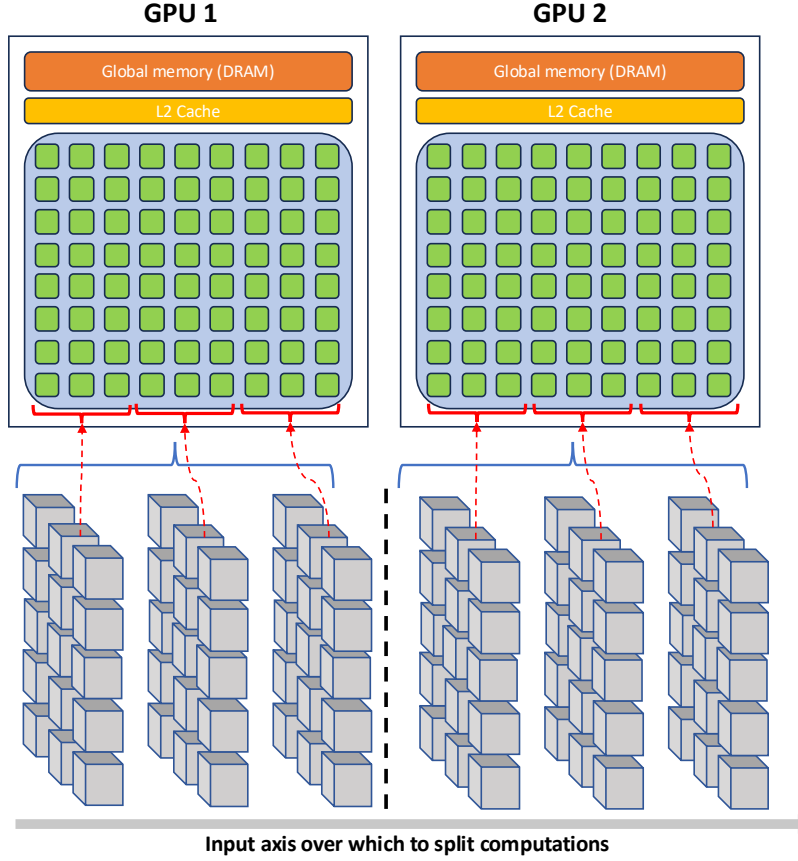 GPU 1
GPU 2
Global memory (DRAM)
Global memory (DRAM)
L2 Cache
L2 Cache
Input axis over which to split computations